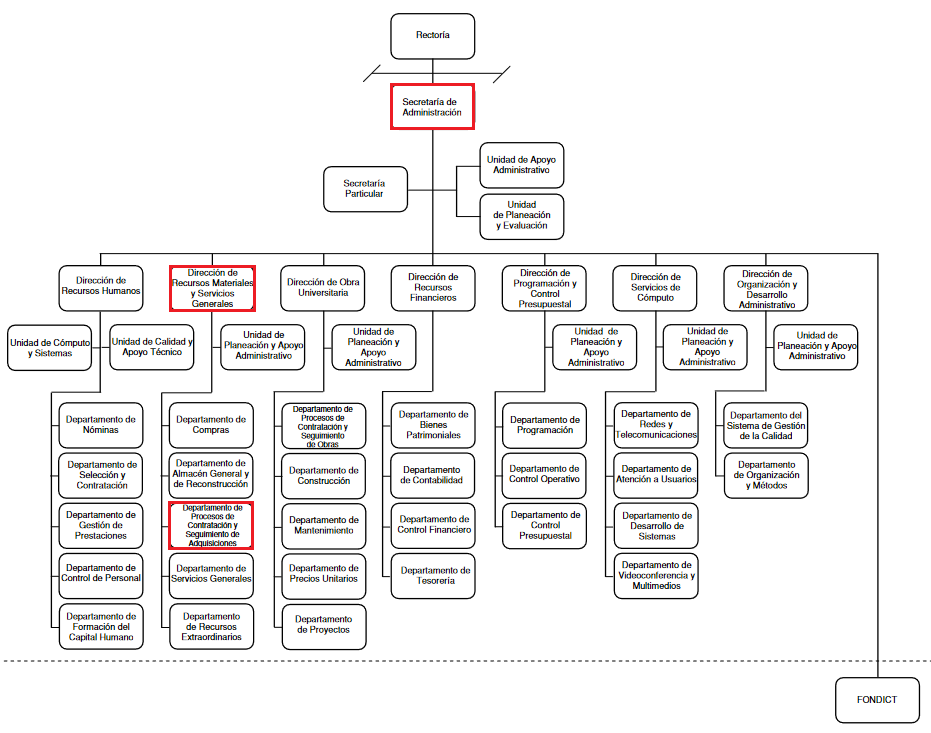 Rectoría
Secretaría de
Administración
Secretaría
Particular
Unidad de Apoyo
Administrativo
Unidad
de Planeación
y Evaluación
Dirección de
Recursos Humanos
Dirección de
Recursos Materiales
y Servicios
Generales
Dirección de Obra
Universitaria
Dirección de
Recursos
Financieros
Dirección de
Programación y
Control
Presupuestal
Dirección de
Servicios de
Cómputo
Dirección de
Organización y
Desarrollo
Administrativo
Unidad de Cómputo
y Sistemas
Unidad de Calidad y
Apoyo Técnico
Unidad de
Planeación y Apoyo
Administrativo
Unidad de
Planeación y
Apoyo
Administrativo
Unidad de
Planeación y
Apoyo
Administrativo
Unidad de
Planeación y
Apoyo
Administrativo
Unidad de
Planeación y Apoyo
Administrativo
Departamento de
Nóminas
Departamento de
Selección y
Contratación
Departamento de
Gestión de
Prestaciones
Departamento de
Control de Personal
Departamento de
Formación del
Capital Humano
Departamento de
Compras
Departamento de
Almacén General y
de Reconstrucción
Departamento de
Procesos de
Contratación y
Seguimiento de
Adquisiciones
Departamento de
Servicios Generales
Departamento
de Recursos
Extraordinarios
Departamento de
Procesos de
Contratación y
Seguimiento
de Obras
Departamento de
Construcción
Departamento de
Mantenimiento
Departamento de
Precios Unitarios
Departamento
de Proyectos
Departamento de
Bienes
Patrimoniales
Departamento
de Contabilidad
Departamento de
Control Financiero
Departamento de
Tesorería
Departamento de
Programación
Departamento de
Control Operativo
Departamento de
Control
Presupuestal
Departamento de
Redes y
Telecomunicaciones
Departamento de
Atención a Usuarios
Departamento de
Desarrollo de
Sistemas
Departamento de
Videoconferencia y
Multimedios
Departamento del
Sistema de Gestión
de la Calidad
Departamento
de Organización
y Métodos
FONDICT